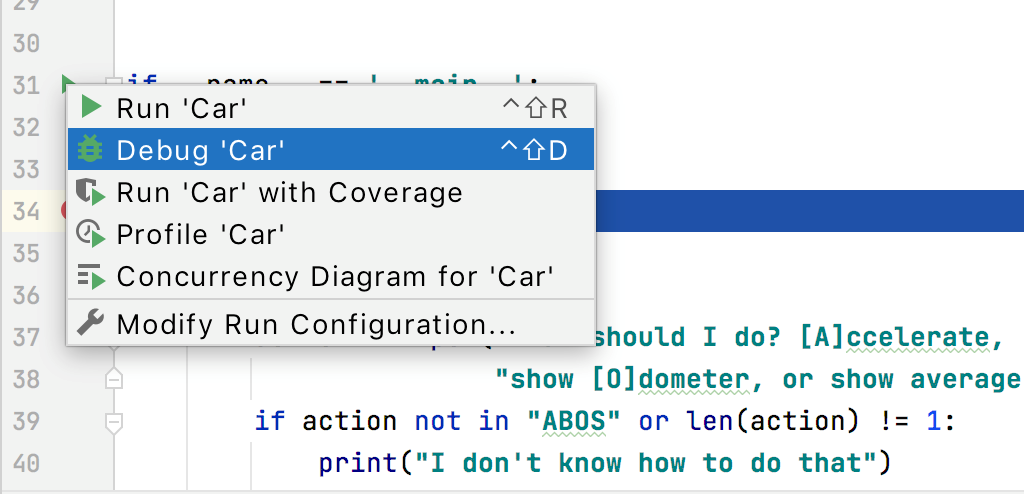 29
30
31 if __name__ == '__main__':
Run 'Car' ^⇧R
32
Debug 'Car' ^⇧D
33
Run 'Car' with Coverage
34
Profile 'Car'
35
Concurrency Diagram for 'Car'
36
Modify Run Configuration...
37 should I do? [A]ccelerate,
38 "show [O]dometer, or show average
39 if action not in "ABOS" or len(action) != 1:
40 print("I don't know how to do that")